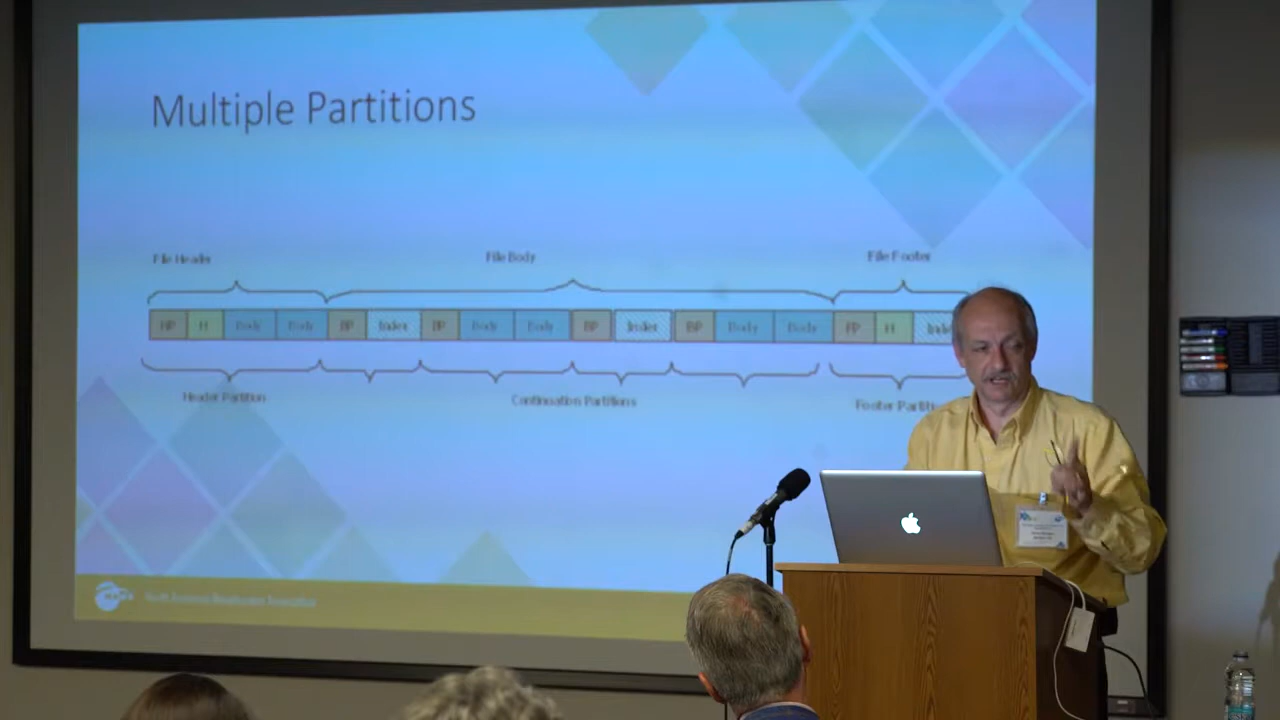 Multiple Partitions
File Header File Body File Footer
HP H Body Body BP Index BP Body Body BP Index BP Body Body FP H
Header Partition Continuation Partitions Footer